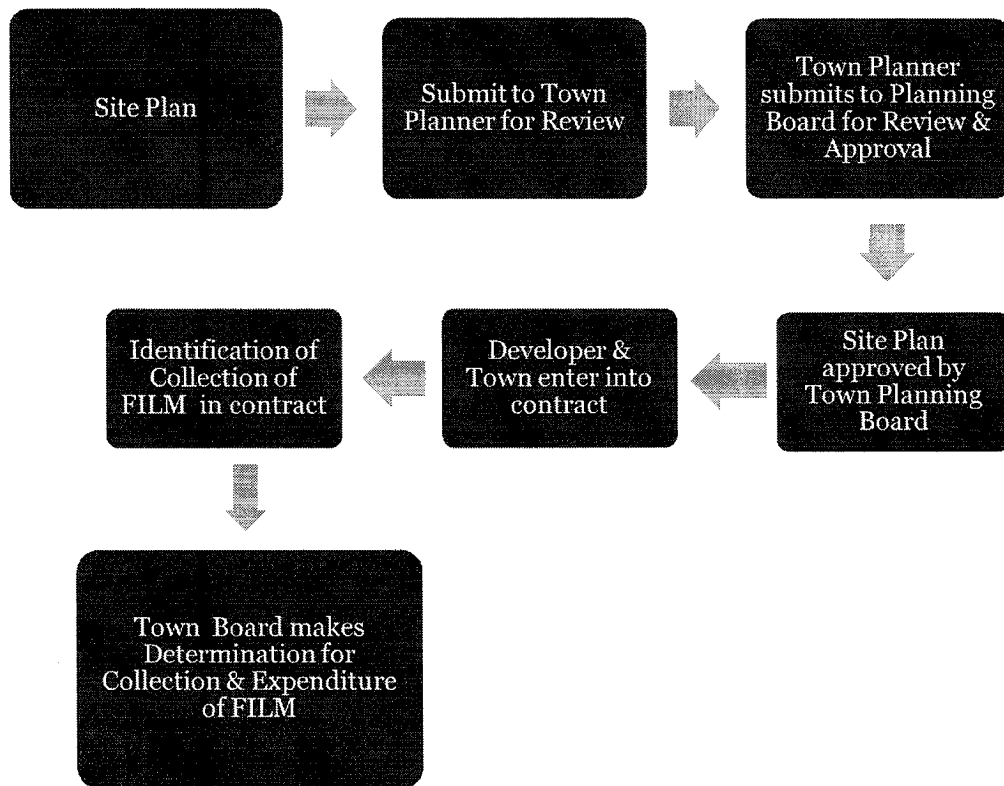 Site Plan
Submit to Town
Planner for Review
Town Planner
submits to Planning
Board for Review &
Approval
Site Plan
approved by
Town Planning
Board
Developer &
Town enter into
contract
Identification of
Collection of
FILM in contract
Town Board makes
Determination for
Collection & Expenditure
of FILM